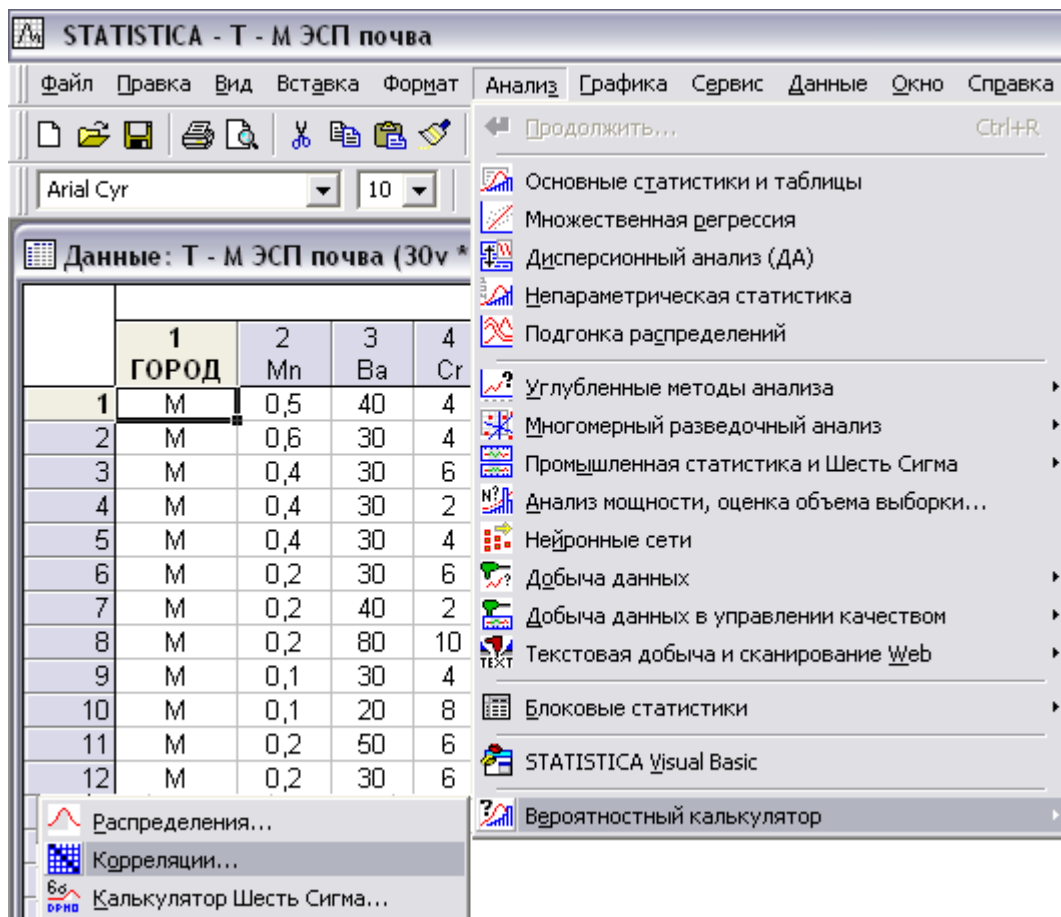 STATISTICA - Т - М ЭСП почва
Файл Правка Вид Вставка Формат Анализ Графика Сервис Данные Окно Справка
Arial Cyr 10
Продолжить... Ctrl+R
Основные статистики и таблицы
Множественная регрессия
Дисперсионный анализ (ДА)
Непараметрическая статистика
Подгонка распределений
Углубленные методы анализа
Многомерный разведочный анализ
Промышленная статистика и Шесть Сигма
Анализ мощности, оценка объема выборки...
Нейронные сети
Добыча данных
Добыча данных в управлении качеством
TEXT Текстовая добыча и сканирование Web
Блоковые статистики
STATISTICA Visual Basic
Вероятностный калькулятор
Данные: Т - М ЭСП почва (30v *
1 2 3 4
ГОРОД Mn Ba Cr
1 М 0,5 40 4
2 М 0,6 30 4
3 М 0,4 30 6
4 М 0,4 30 2
5 М 0,4 30 4
6 М 0,2 30 6
7 М 0,2 40 2
8 М 0,2 80 10
9 М 0,1 30 4
10 М 0,1 20 8
11 М 0,2 50 6
12 М 0,2 30 6
Распределения...
Корреляции...
6σ DPMO Калькулятор Шесть Сигма...